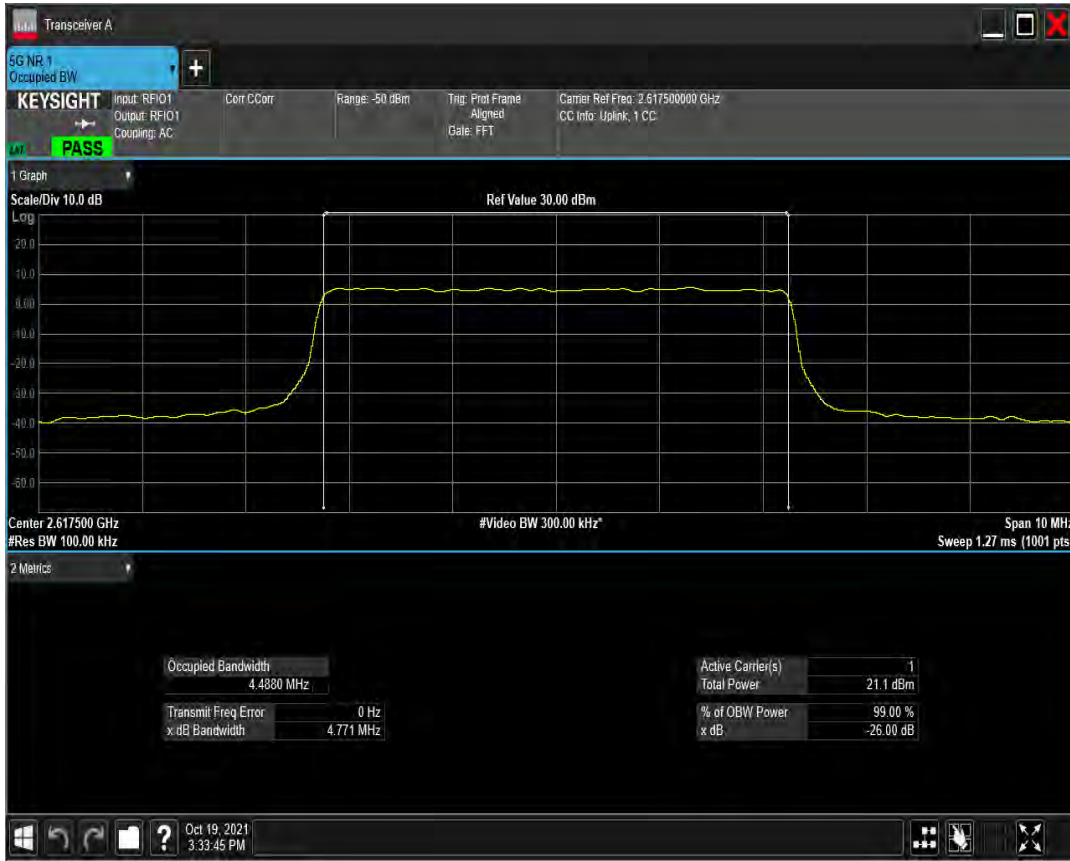 Transceiver A
5G NR 1
Occupied BW
+
KEYSIGHT
Input: RFIO1
Output: RFIO1
Coupling: AC
Corr CCorr
Range: -50 dBm
Trig: Prot Frame
Aligned
Gate: FFT
Carrier Ref Freq: 2.617500000 GHz
CC Info: Uplink, 1 CC
PASS
1 Graph
Scale/Div 10.0 dB
Ref Value 30.00 dBm
Log
20.0
10.0
0.00
-10.0
-20.0
-30.0
-40.0
-50.0
-60.0
Center 2.617500 GHz
#Video BW 300.00 kHz*
Span 10 MHz
#Res BW 100.00 kHz
Sweep 1.27 ms (1001 pts
2 Metrics
Occupied Bandwidth
4.4880 MHz
Transmit Freq Error 0 Hz
x dB Bandwidth 4.771 MHz
Active Carrier(s) 1
Total Power 21.1 dBm
% of OBW Power 99.00 %
x dB -26.00 dB
?
Oct 19, 2021
3:33:45 PM